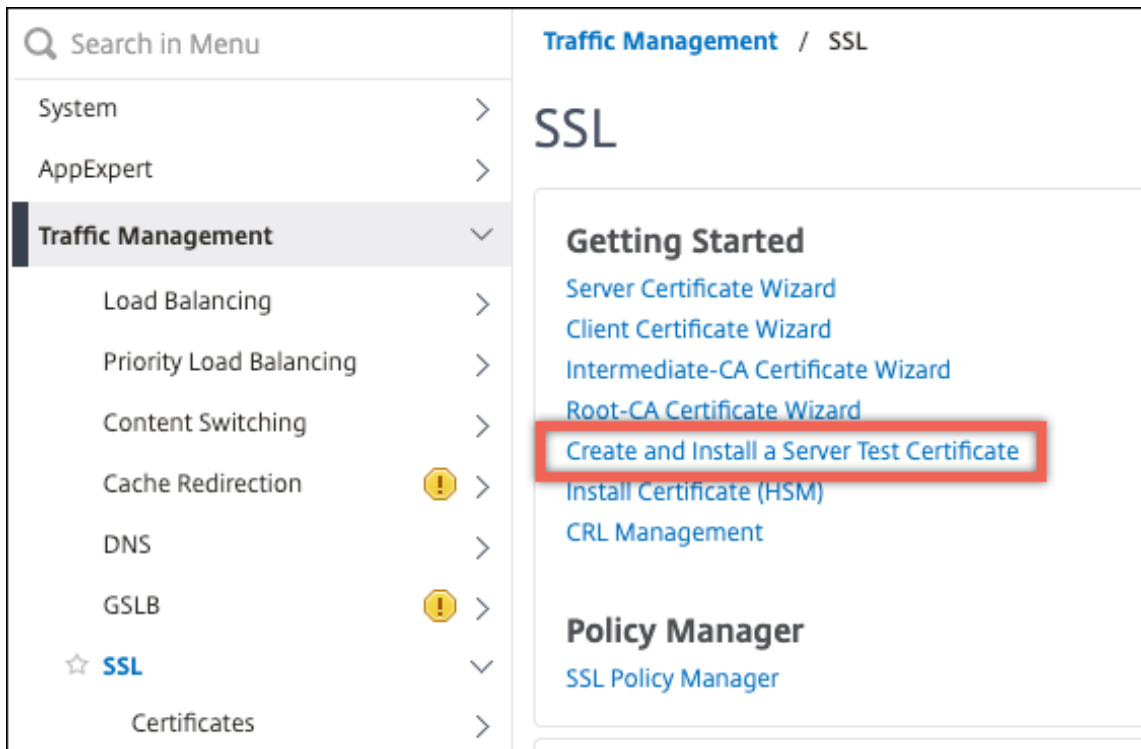 Search in Menu
System
AppExpert
Traffic Management
Load Balancing
Priority Load Balancing
Content Switching
Cache Redirection
DNS
GSLB
SSL
Certificates
Traffic Management / SSL
SSL
Getting Started
Server Certificate Wizard
Client Certificate Wizard
Intermediate-CA Certificate Wizard
Root-CA Certificate Wizard
Create and Install a Server Test Certificate
Install Certificate (HSM)
CRL Management
Policy Manager
SSL Policy Manager